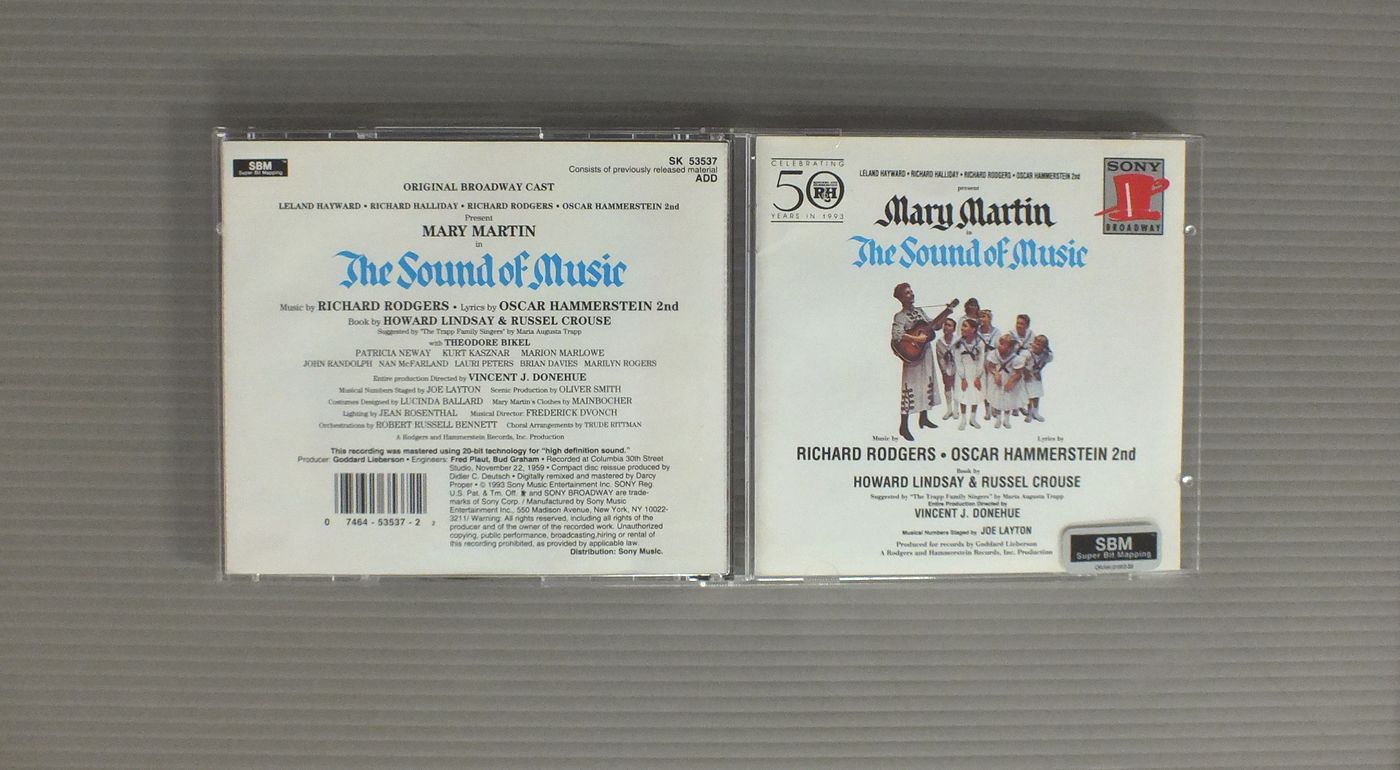 SBM
Super Bit Mapping
SK 53537
Consists of previously released material
ADD
ORIGINAL BROADWAY CAST
LELAND HAYWARD • RICHARD HALLIDAY • RICHARD RODGERS • OSCAR HAMMERSTEIN 2nd
Present
MARY MARTIN
in
The Sound of Music
Music by RICHARD RODGERS • Lyrics by OSCAR HAMMERSTEIN 2nd
Book by HOWARD LINDSAY & RUSSEL CROUSE
Suggested by "The Trapp Family Singers" by Maria Augusta Trapp
with THEODORE BIKEL
PATRICIA NEWAY KURT KASZNAR MARION MARLOWE
JOHN RANDOLPH NAN McFARLAND LAURI PETERS BRIAN DAVIES MARILYN ROGERS
Entire production Directed by VINCENT J. DONEHUE
Musical Numbers Staged by JOE LAYTON Scenic Production by OLIVER SMITH
Costumes Designed by LUCINDA BALLARD Mary Martin's Clothes by MAINBOCHER
Lighting by JEAN ROSENTHAL Musical Director: FREDERICK DVONCH
Orchestrations by ROBERT RUSSELL BENNETT Choral Arrangements by TRUDE RITTMAN
A Rodgers and Hammerstein Records, Inc. Production
This recording was mastered using 20-bit technology for "high definition sound."
Producer: Goddard Lieberson • Engineers: Fred Plaut, Bud Graham • Recorded at Columbia 30th Street
Studio, November 22, 1959 • Compact disc reissue produced by
Didier C. Deutsch • Digitally remixed and mastered by Darcy
Proper • © 1993 Sony Music Entertainment Inc. SONY
U.S. Pat. & Tm. Off. and SONY BROADWAY are trade-
marks of Sony Corp. / Manufactured by Sony Music
Entertainment Inc., 550 Madison Avenue, New York, NY 10022-
3211/ Warning: All rights reserved, including all rights of the
producer and of the owner of the recorded work. Unauthorized
copying, public performance, broadcasting,hiring or rental of
this recording prohibited, as provided by applicable law.
Distribution: Sony Music.
0 7464 - 53537 - 2 2
CELEBRATING
50
R&H
YEARS IN 1993
LELAND HAYWARD • RICHARD HALLIDAY • RICHARD RODGERS • OSCAR HAMMERSTEIN 2nd
present
Mary Martin
in
The Sound of Music
SONY
BROADWAY
Music by Lyrics by
RICHARD RODGERS • OSCAR HAMMERSTEIN 2nd
Book by
HOWARD LINDSAY & RUSSEL CROUSE
Suggested by "The Trapp Family Singers" by Maria Augusta Trapp
Entire Production Directed by
VINCENT J. DONEHUE
Musical Numbers Staged by JOE LAYTON
Produced for records by Goddard Lieberson
A Rodgers and Hammerstein Records, Inc. Production
SBM
Super Bit Mapping